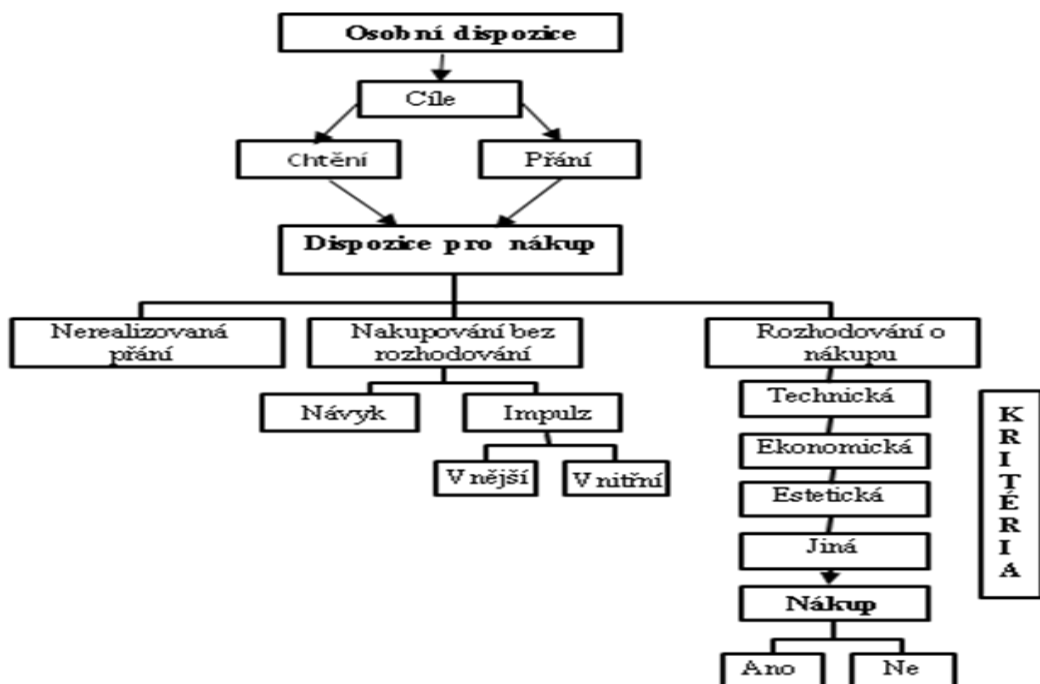 Osobní dispozice
Cíle
Chtění
Přání
Dispozice pro nákup
Nerealizovaná
přání
Nakupování bez
rozhodování
Rozhodování o
nákupu
Návyk
Impulz
Vnější
Vnitřní
Technická
Ekonomická
Estetická
Jiná
Nákup
Ano
Ne
KRITÉRIA